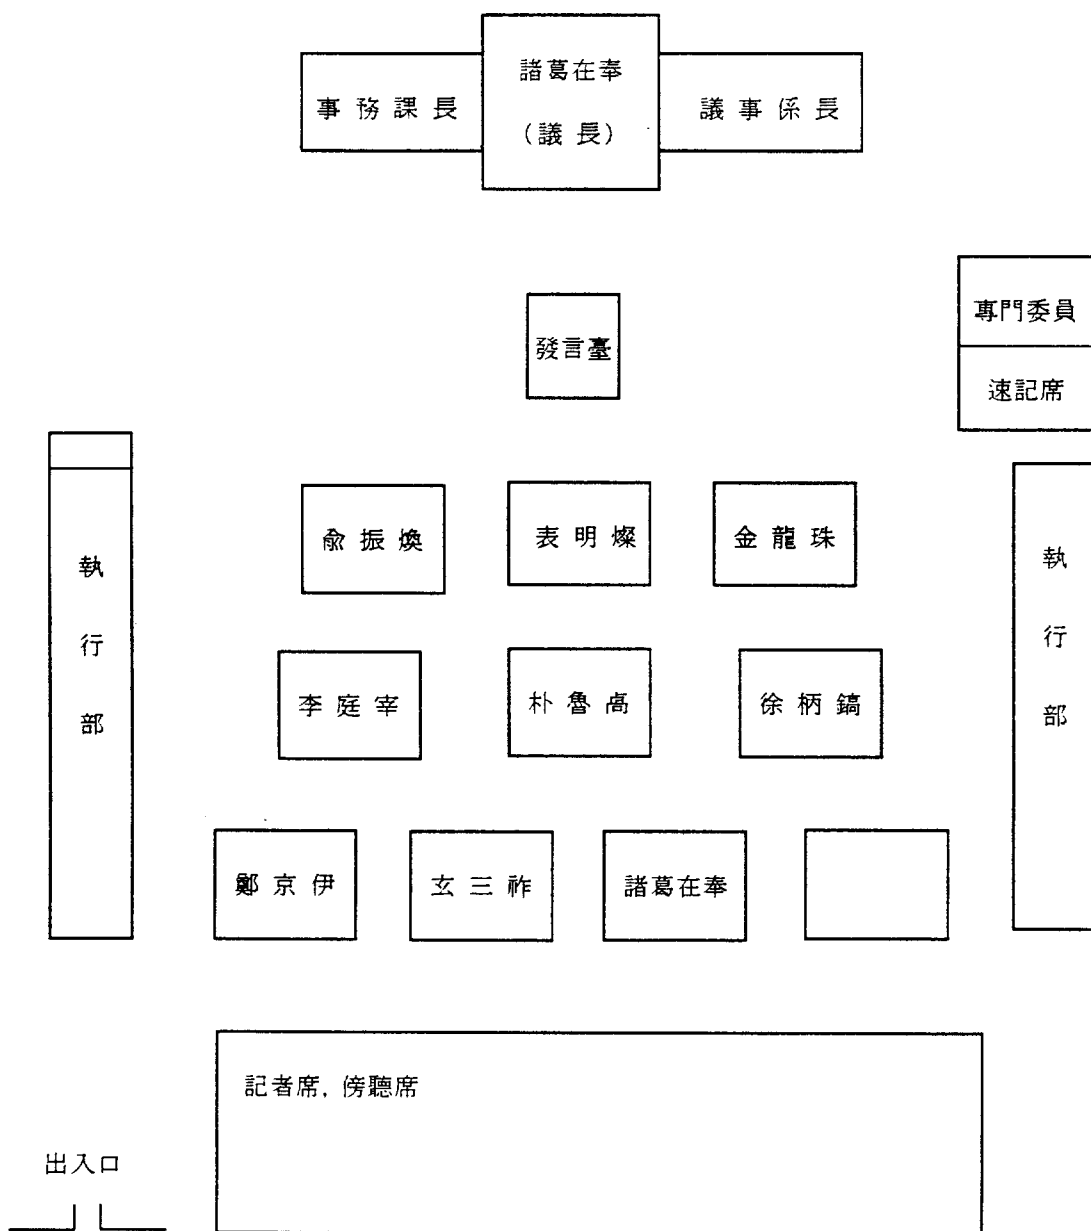 諸葛在奉
(議長)
事務課長
議事係長
專門委員
發言臺
速記席
兪振煥
表明燦
金龍珠
執行部
執行部
李庭宰
朴魯高
徐柄鎬
鄭京伊
玄三祚
諸葛在奉
記者席, 傍聽席
出入口